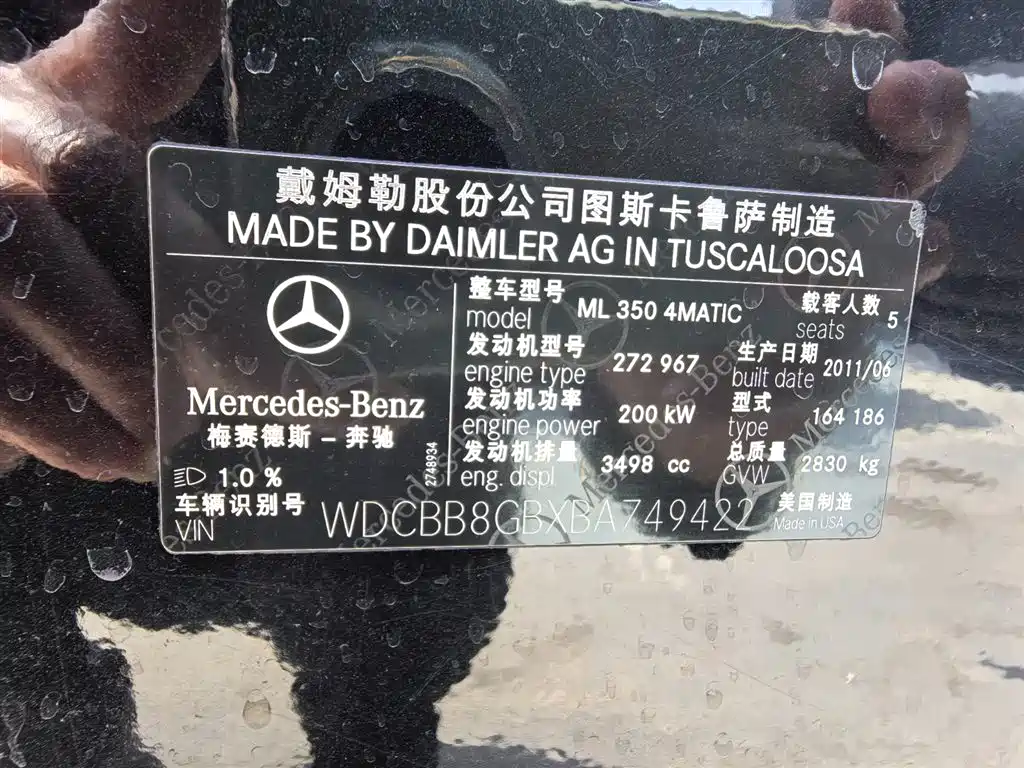 戴姆勒股份公司图斯卡鲁萨制造
MADE BY DAIMLER AG IN TUSCALOOSA
Mercedes-Benz
梅赛德斯 – 奔驰
1.0 %
2748934
整车型号
model ML 350 4MATIC
载客人数
seats 5
发动机型号
engine type 272 967
生产日期
built date 2011/06
发动机功率
engine power 200 kW
型式
type 164 186
发动机排量
eng. displ. 3498 cc
总质量
GVW 2830 kg
车辆识别号
VIN WDCBB8GBXBA749422
美国制造
Made in USA